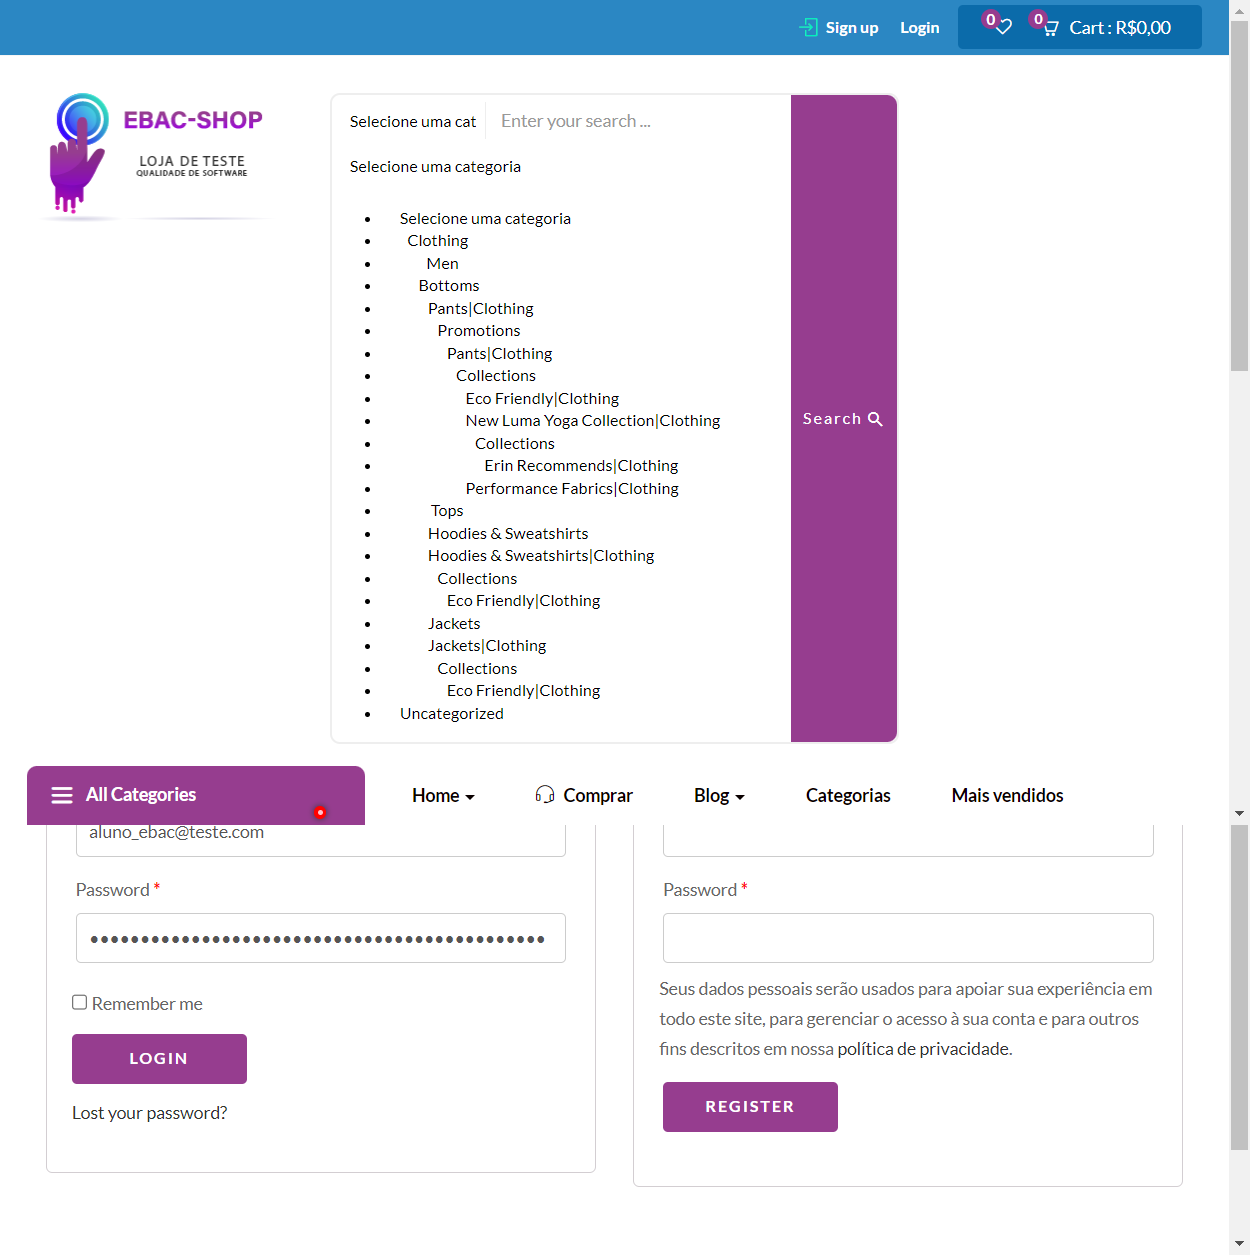 0 0 Sign up Login Cart : R$0,00
EBAC-SHOP
LOJA DE TESTE
QUALIDADE DE SOFTWARE
Selecione uma cat Enter your search ...
Selecione uma categoria
Selecione uma categoria
Clothing
Men
Bottoms
Pants|Clothing
Promotions
Pants|Clothing
Collections
Eco Friendly|Clothing
New Luma Yoga Collection|Clothing
Collections
Erin Recommends|Clothing
Performance Fabrics|Clothing
Tops
Hoodies & Sweatshirts
Hoodies & Sweatshirts|Clothing
Collections
Eco Friendly|Clothing
Jackets
Jackets|Clothing
Collections
Eco Friendly|Clothing
Uncategorized
Search
All Categories Home Comprar Blog Categorias Mais vendidos
aluno_ebac@teste.com
Password *
Remember me
LOGIN
Lost your password?
Password *
Seus dados pessoais serão usados para apoiar sua experiência em
todo este site, para gerenciar o acesso à sua conta e para outros
fins descritos em nossa política de privacidade.
REGISTER